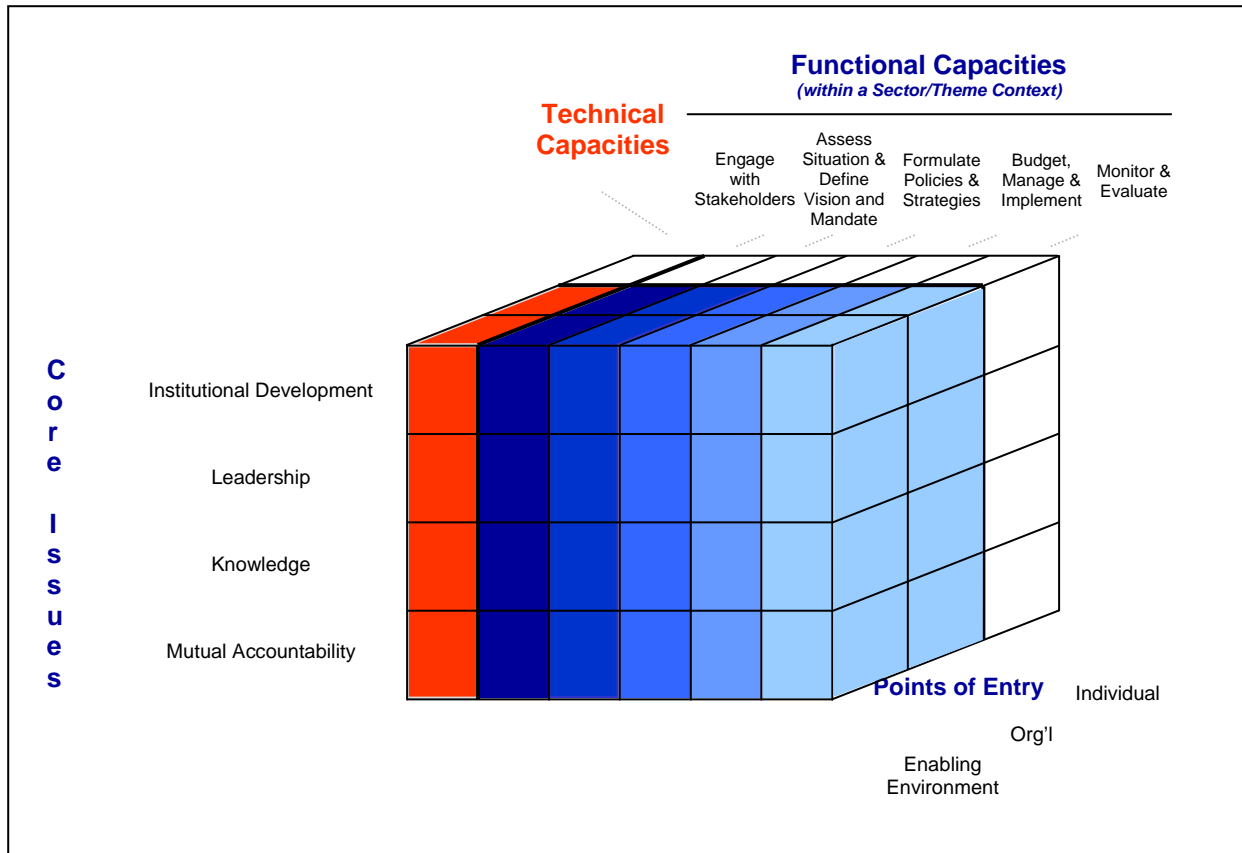 Functional Capacities
(within a Sector/Theme Context)
Technical
Capacities
Engage
with
Stakeholders
Assess
Situation &
Define
Vision and
Mandate
Formulate
Policies &
Strategies
Budget,
Manage &
Implement
Monitor &
Evaluate
Core Issues
Institutional Development
Leadership
Knowledge
Mutual Accountability
Points of Entry
Individual
Org'l
Enabling
Environment